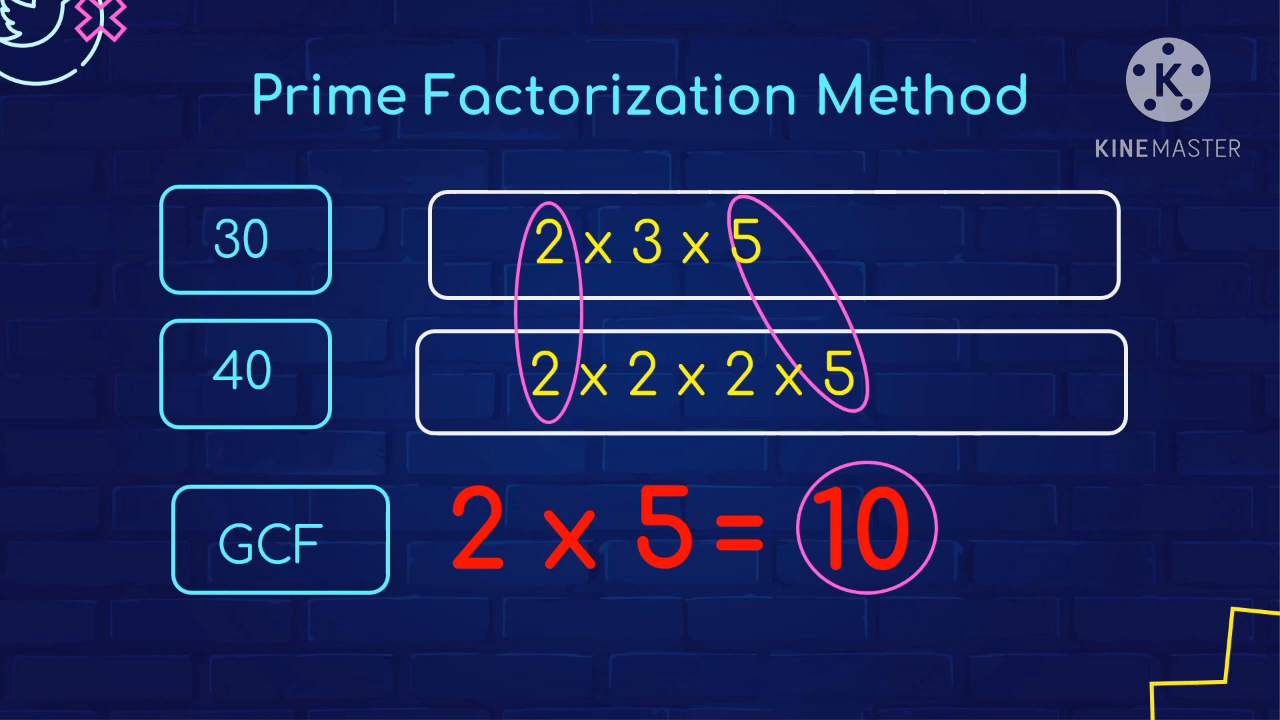 Prime Factorization Method
K
KINEMASTER
30
2 x 3 x 5
40
2 x 2 x 2 x 5
GCF
2 x 5 = 10